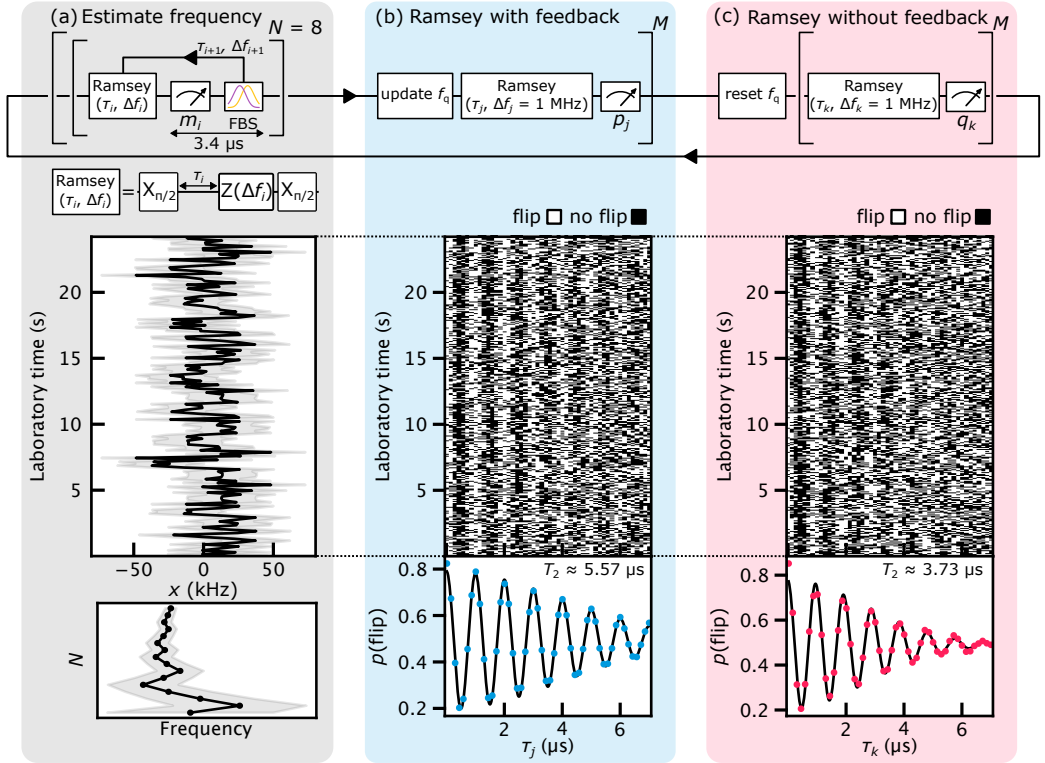 (a) Estimate frequency
N = 8
τᵢ₊₁, Δfᵢ₊₁
Ramsey
(τᵢ, Δfᵢ)
mᵢ
FBS
3.4 μs
Ramsey
(τᵢ, Δfᵢ)
=
X_π/2
τᵢ
Z(Δfᵢ)
X_π/2
Laboratory time (s)
20
15
10
5
−50
0
50
x (kHz)
N
Frequency
(b) Ramsey with feedback
M
update f_q
Ramsey
(τⱼ, Δfⱼ = 1 MHz)
pⱼ
flip no flip
Laboratory time (s)
20
15
10
5
T₂ ≈ 5.57 μs
p(flip)
0.8
0.6
0.4
0.2
2
4
6
τⱼ (μs)
(c) Ramsey without feedback
M
reset f_q
Ramsey
(τₖ, Δfₖ = 1 MHz)
qₖ
flip no flip
Laboratory time (s)
20
15
10
5
T₂ ≈ 3.73 μs
p(flip)
0.8
0.6
0.4
0.2
2
4
6
τₖ (μs)